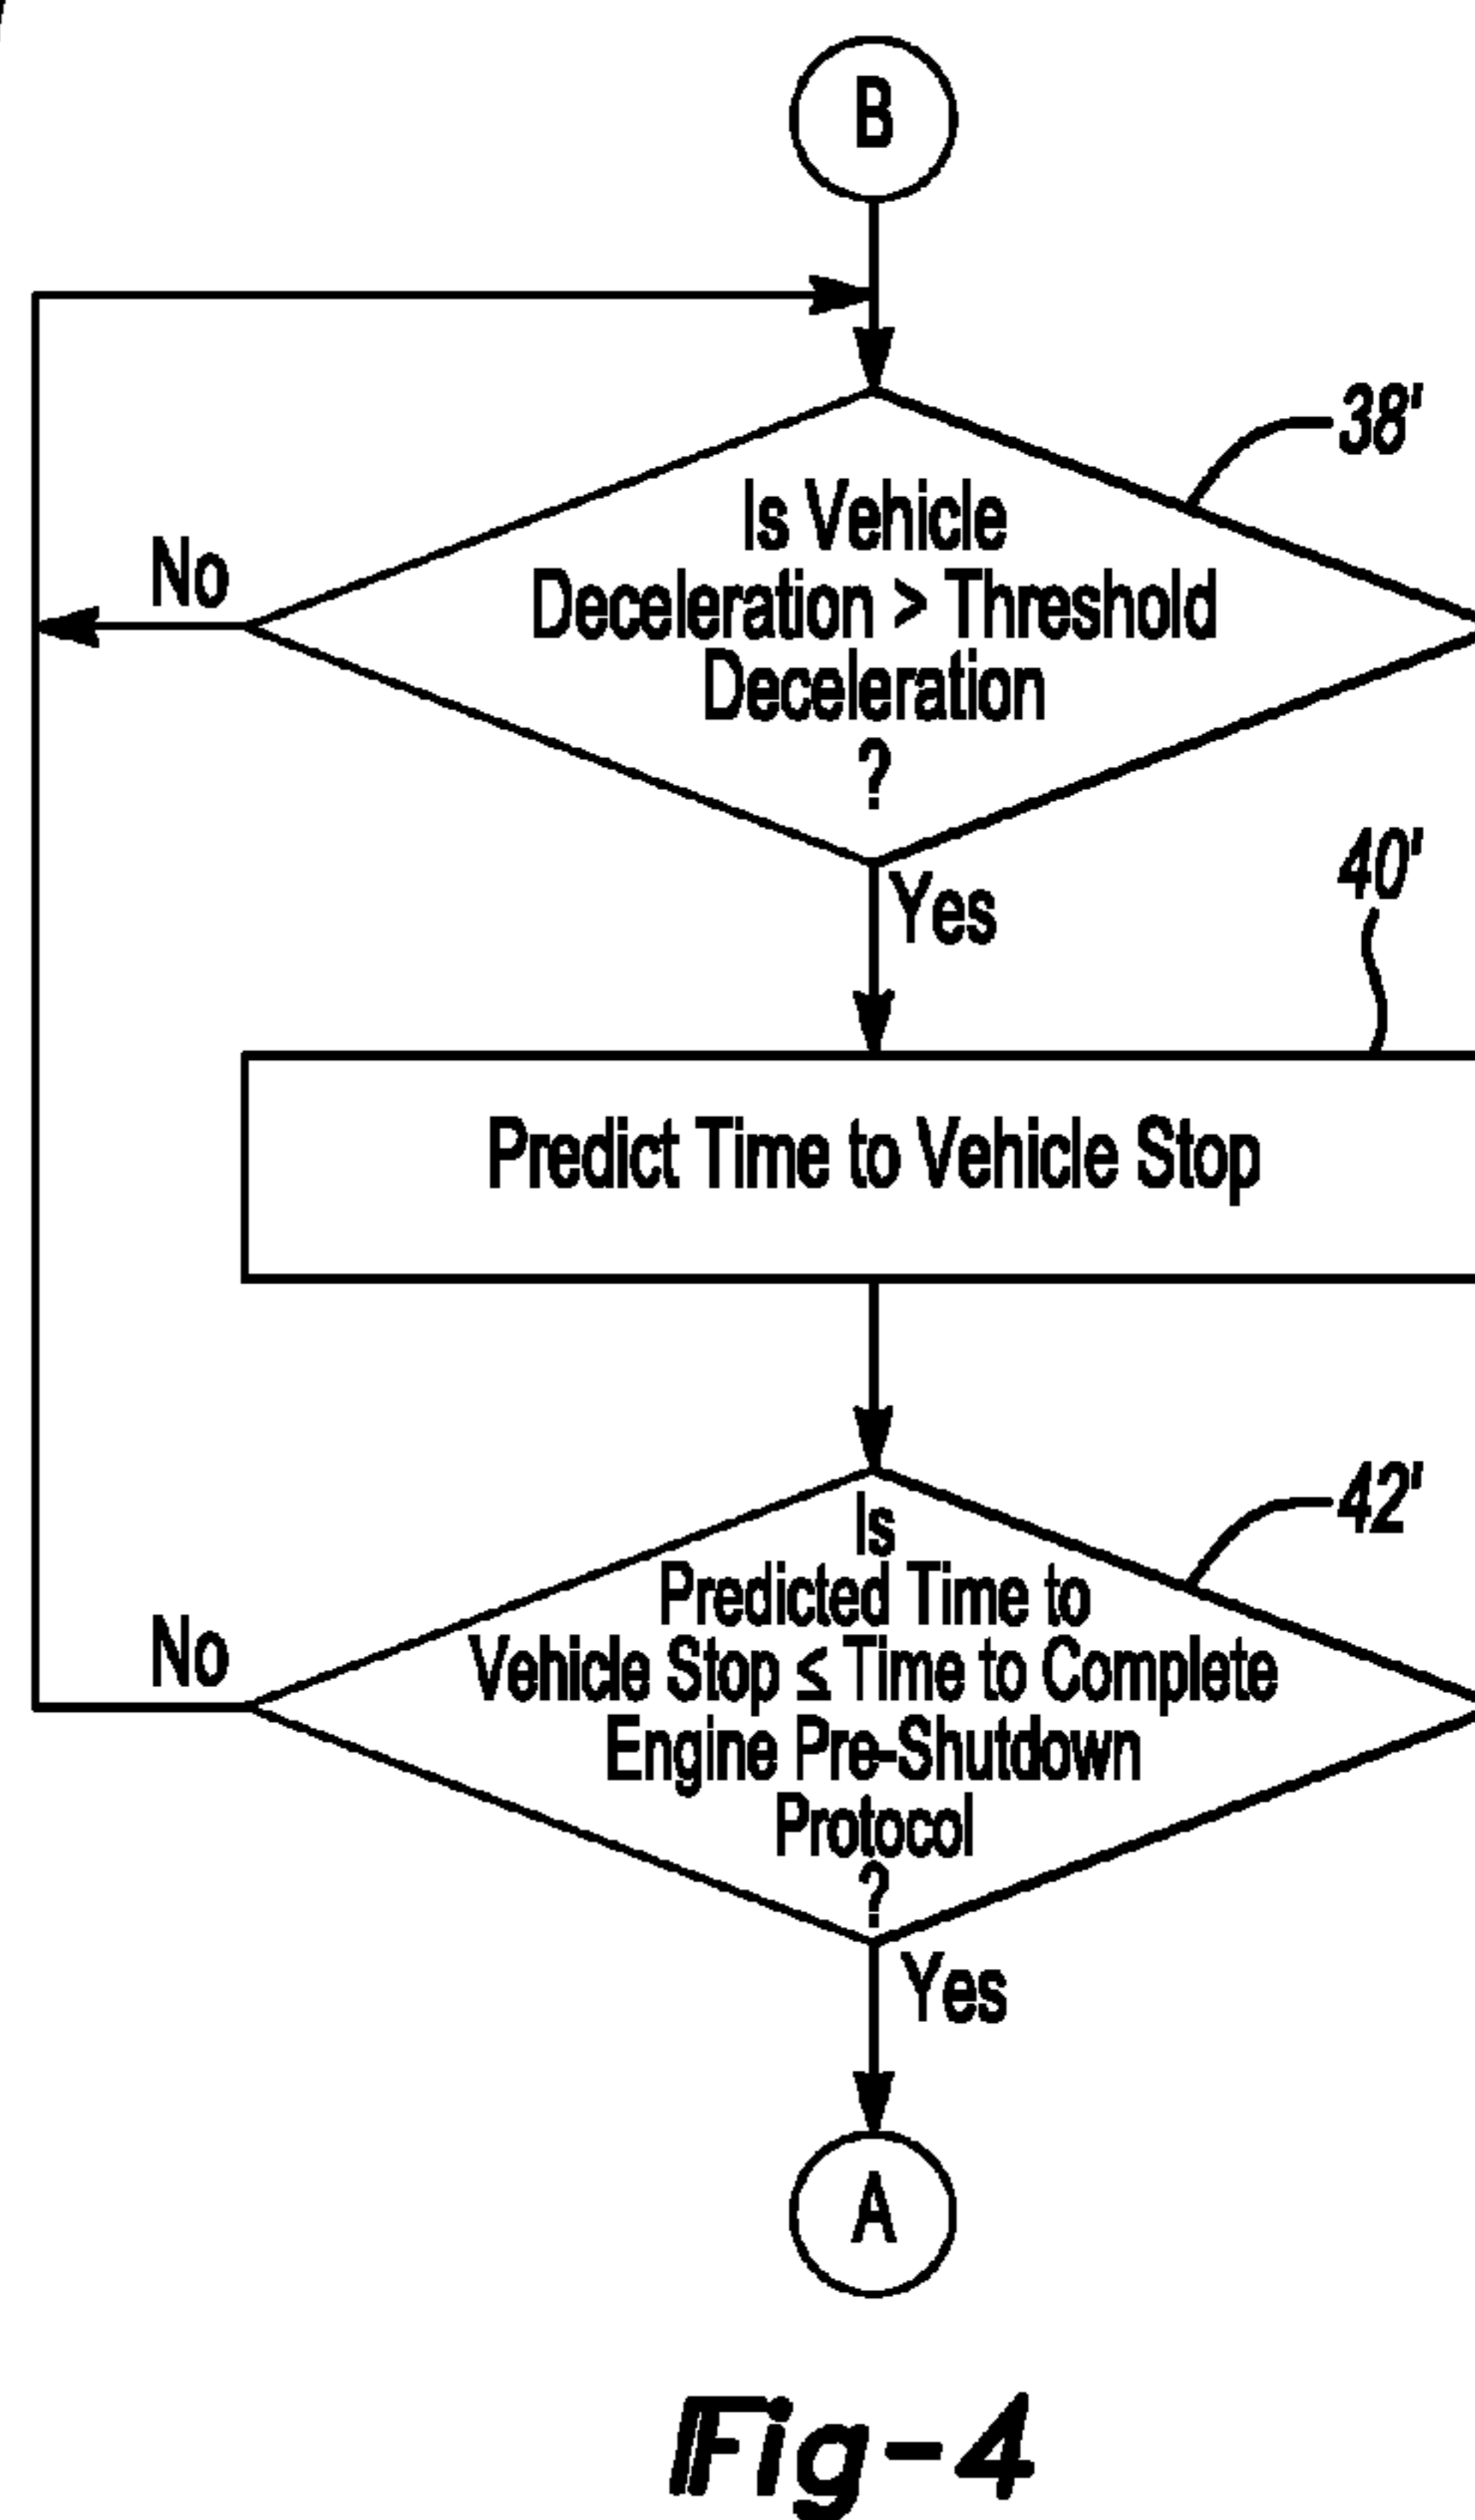 B
38'
Is Vehicle
Deceleration > Threshold
Deceleration
?
No
Yes
40'
Predict Time to Vehicle Stop
42'
Is
Predicted Time to
Vehicle Stop ≤ Time to Complete
Engine Pre-Shutdown
Protocol
?
No
Yes
A
Fig-4